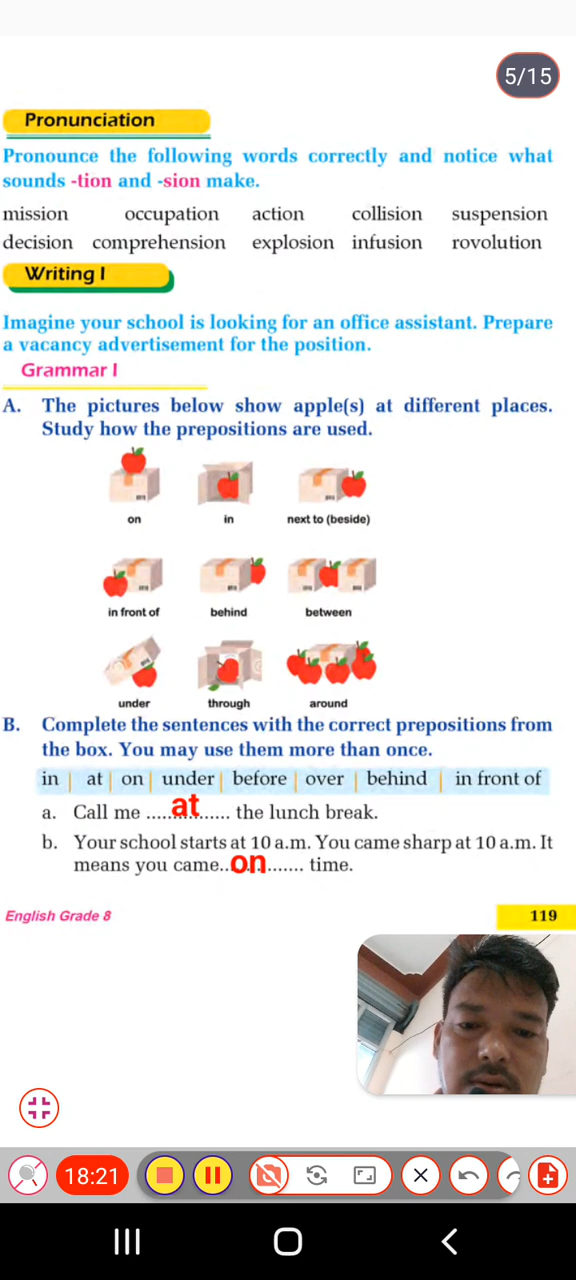 5/15
Pronunciation
Pronounce the following words correctly and notice what
sounds -tion and -sion make.
mission occupation action collision suspension
decision comprehension explosion infusion rovolution
Writing I
Imagine your school is looking for an office assistant. Prepare
a vacancy advertisement for the position.
Grammar I
A. The pictures below show apple(s) at different places.
Study how the prepositions are used.
on in next to (beside)
in front of behind between
under through around
B. Complete the sentences with the correct prepositions from
the box. You may use them more than once.
in | at | on | under | before | over | behind | in front of
a. Call me ......at...... the lunch break.
b. Your school starts at 10 a.m. You came sharp at 10 a.m. It
means you came..on....... time.
English Grade 8 119
18:21